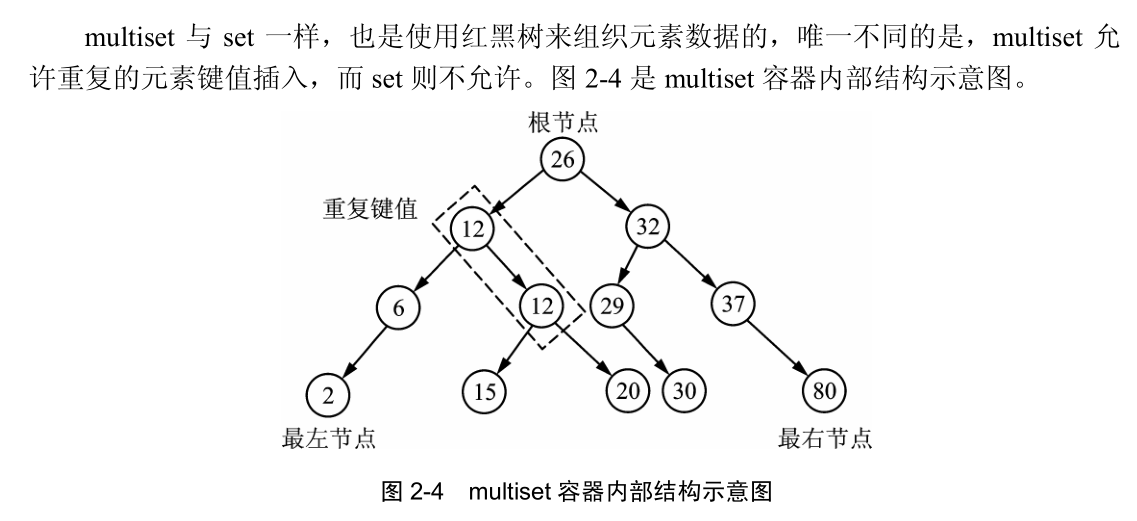 multiset 与 set 一样，也是使用红黑树来组织元素数据的，唯一不同的是，multiset 允
许重复的元素键值插入，而 set 则不允许。图 2-4 是 multiset 容器内部结构示意图。
根节点
26
重复键值
12
32
6
12
29
37
2
15
20
30
80
最左节点
最右节点
图 2-4 multiset 容器内部结构示意图